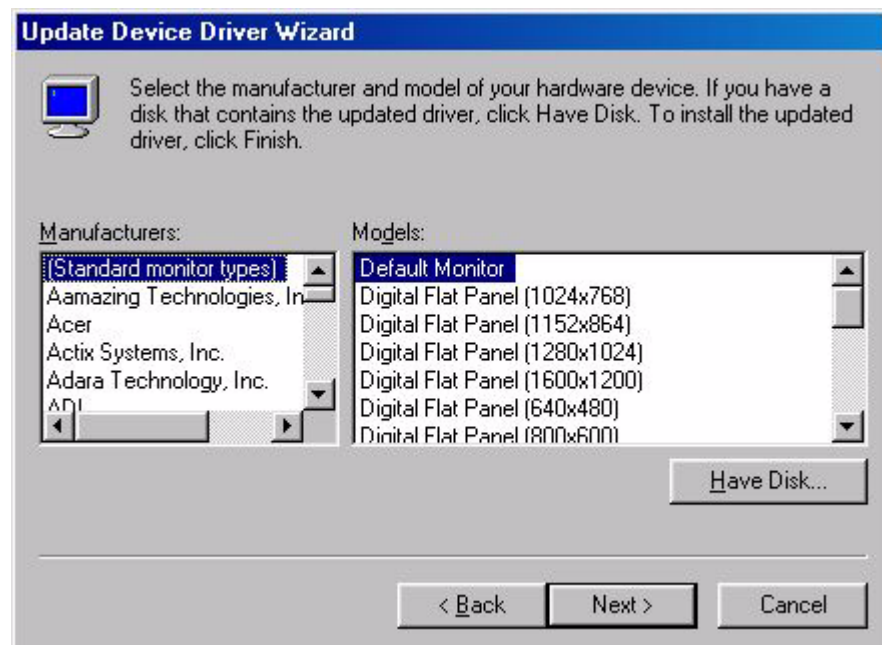 Update Device Driver Wizard
Select the manufacturer and model of your hardware device. If you have a
disk that contains the updated driver, click Have Disk. To install the updated
driver, click Finish.
Manufacturers:
(Standard monitor types)
Aamazing Technologies, In
Acer
Actix Systems, Inc.
Adara Technology, Inc.
ADI
Models:
Default Monitor
Digital Flat Panel (1024x768)
Digital Flat Panel (1152x864)
Digital Flat Panel (1280x1024)
Digital Flat Panel (1600x1200)
Digital Flat Panel (640x480)
Digital Flat Panel (800x600)
Have Disk...
< Back
Next >
Cancel